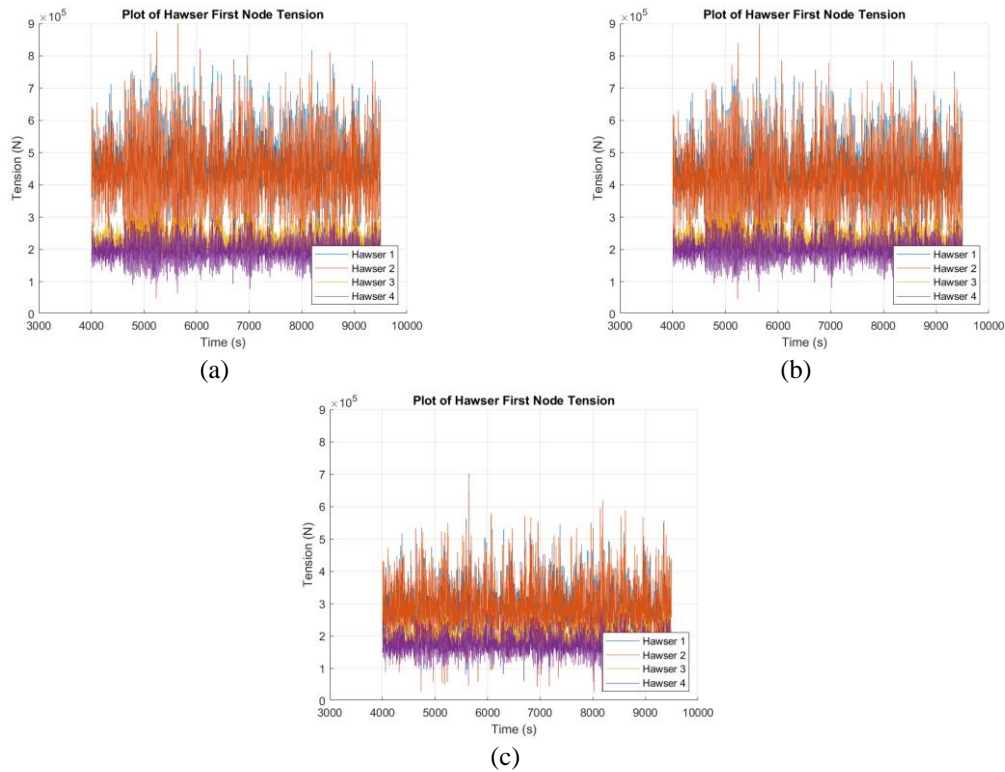 Plot of Hawser First Node Tension
× 10^5
9
8
7
6
5
4
3
2
1
0
Tension (N)
Hawser 1
Hawser 2
Hawser 3
Hawser 4
3000 4000 5000 6000 7000 8000 9000 10000
Time (s)
(a)
Plot of Hawser First Node Tension
× 10^5
9
8
7
6
5
4
3
2
1
0
Tension (N)
Hawser 1
Hawser 2
Hawser 3
Hawser 4
3000 4000 5000 6000 7000 8000 9000 10000
Time (s)
(b)
Plot of Hawser First Node Tension
× 10^5
9
8
7
6
5
4
3
2
1
0
Tension (N)
Hawser 1
Hawser 2
Hawser 3
Hawser 4
3000 4000 5000 6000 7000 8000 9000 10000
Time (s)
(c)